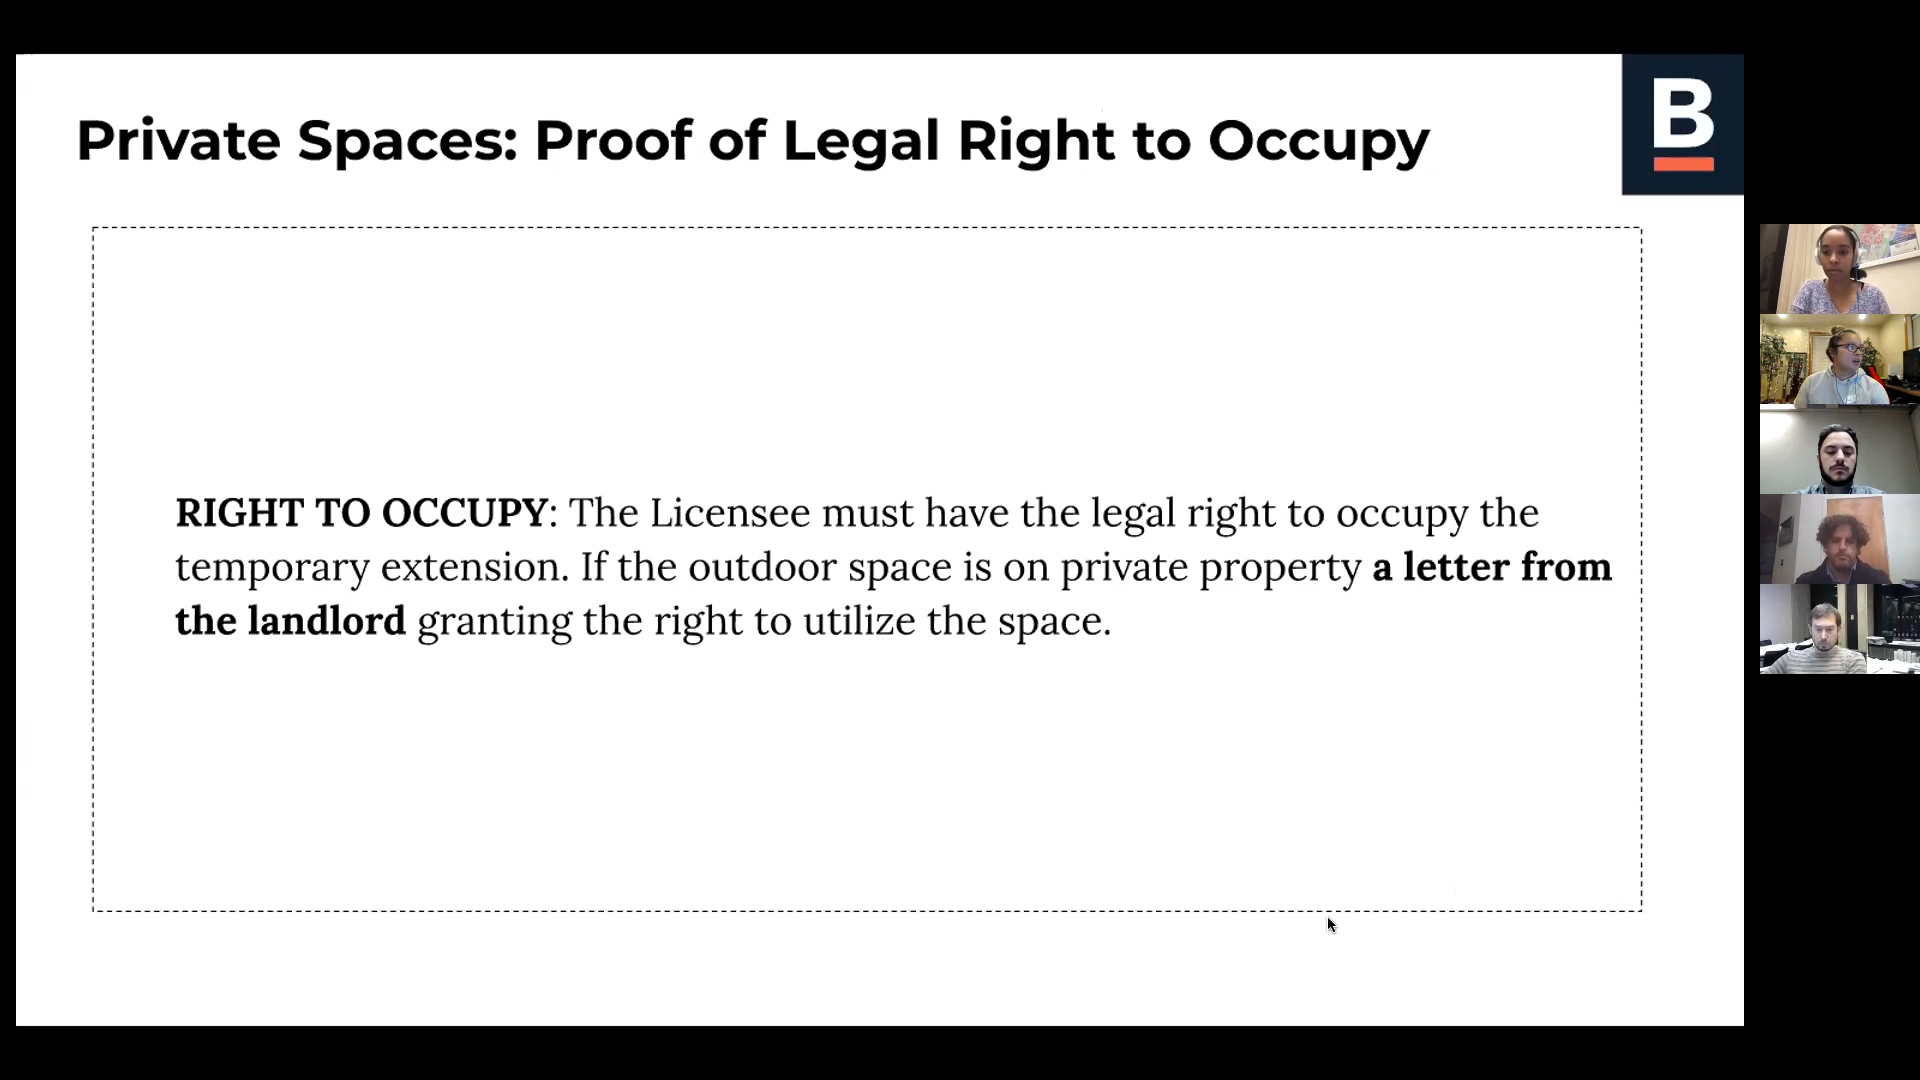 Private Spaces: Proof of Legal Right to Occupy
B
RIGHT TO OCCUPY: The Licensee must have the legal right to occupy the
temporary extension. If the outdoor space is on private property a letter from
the landlord granting the right to utilize the space.